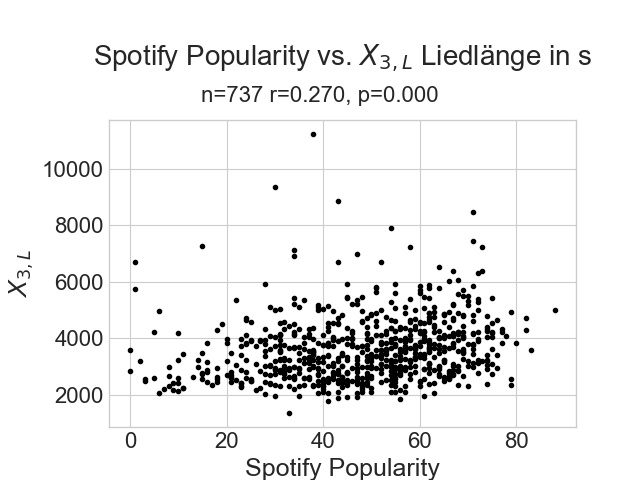 Spotify Popularity vs. X3, L Liedlänge in s
n=737 r=0.270, p=0.000
10000
8000
6000
4000
2000
X3, L
0 20 40 60 80
Spotify Popularity